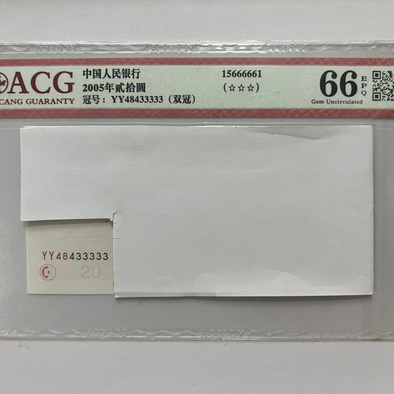 ACG
CANG GUARANTY
中国人民银行
2005年贰拾圆
冠号: YY48433333 (双冠)
15666661
(☆☆☆)
66
EPQ
Gem Uncirculated
YY48433333
20